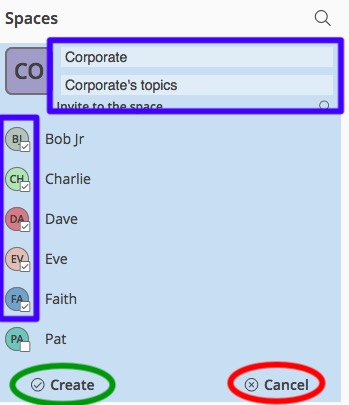 Spaces
CO
Corporate
Corporate's topics
Invite to the space
BJ Bob Jr
CH Charlie
DA Dave
EV Eve
FA Faith
PA Pat
Create Cancel